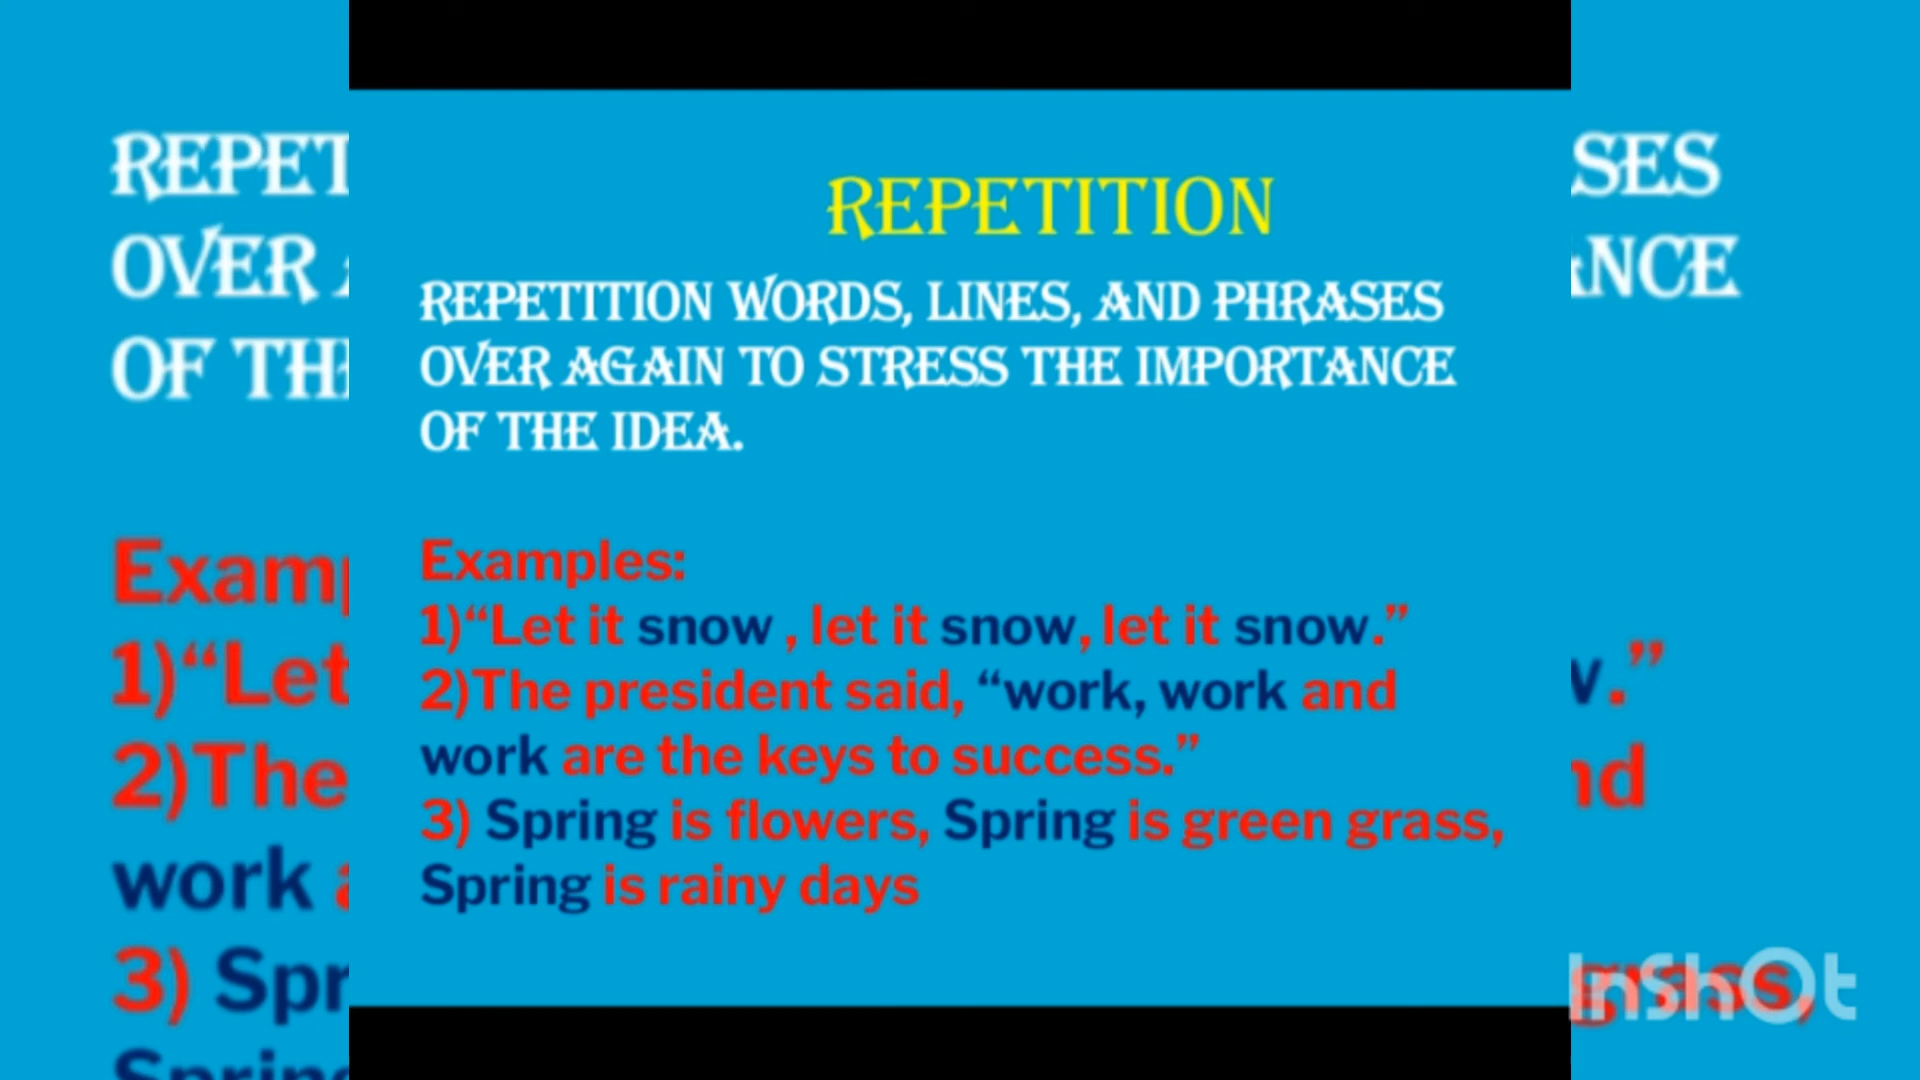 REPETITION
REPETITION WORDS, LINES, AND PHRASES
OVER AGAIN TO STRESS THE IMPORTANCE
OF THE IDEA.
Examples:
1)“Let it snow , let it snow, let it snow.”
2)The president said, “work, work and
work are the keys to success.”
3) Spring is flowers, Spring is green grass,
Spring is rainy days
InShOt